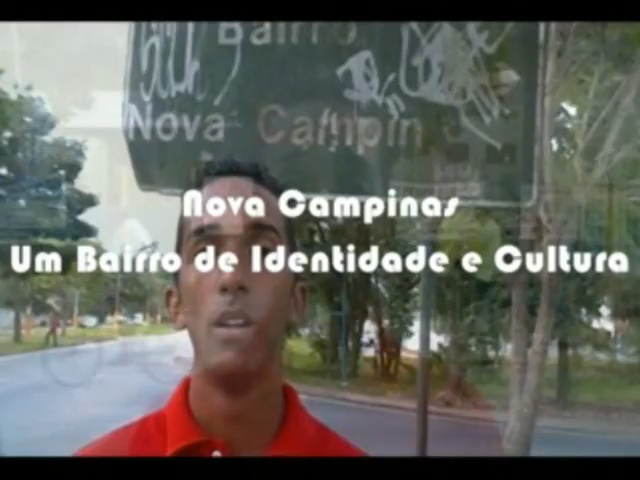 Bairro
Nova Campin
Nova Campinas
Um Bairro de Identidade e Cultura